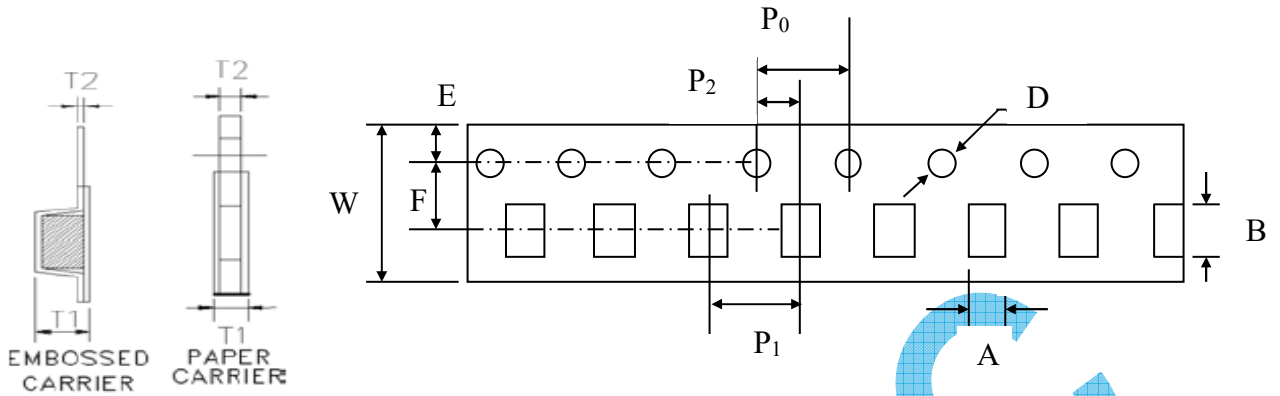 T2
T1
EMBOSSED
CARRIER
T2
T1
PAPER
CARRIER
P₀
P₂
E
D
W
F
B
P₁
A